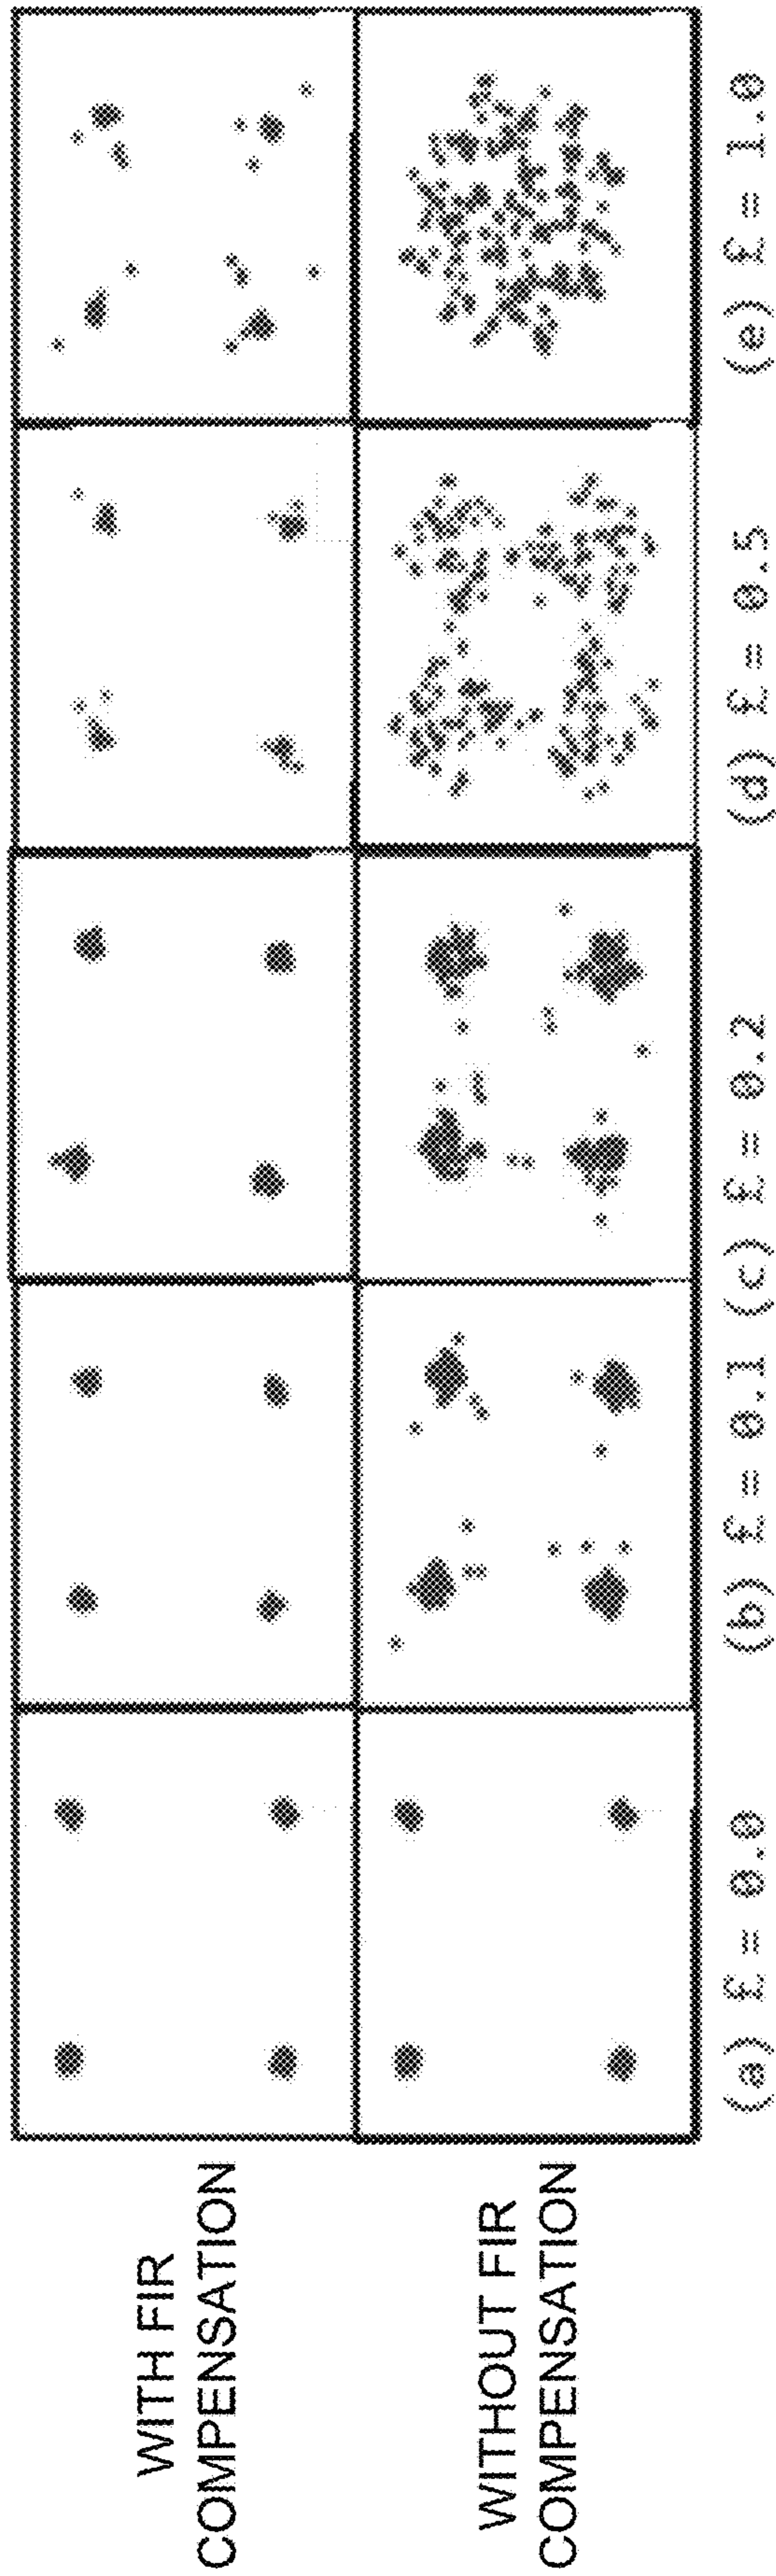 WITH FIR
COMPENSATION
WITHOUT FIR
COMPENSATION
(a) £ = 0.0
(b) £ = 0.1
(c) £ = 0.2
(d) £ = 0.5
(e) £ = 1.0